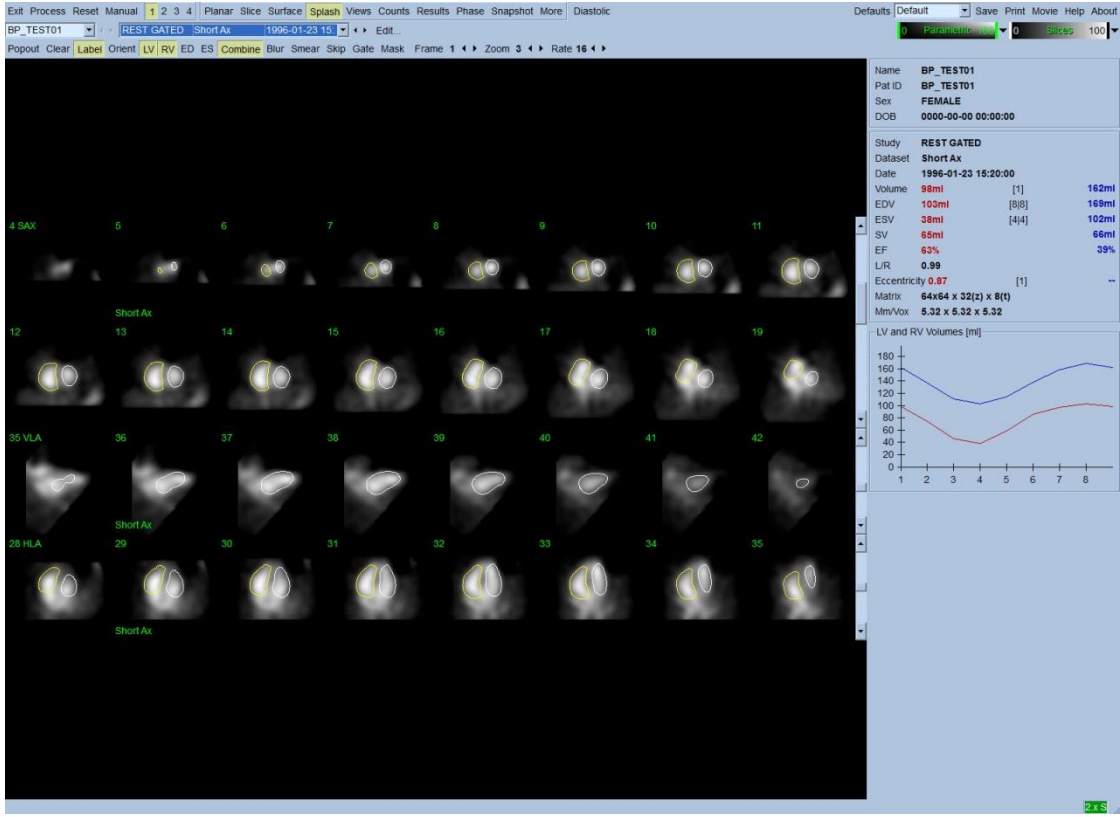 Exit Process Reset Manual 1 2 3 4 Planar Slice Surface Splash Views Counts Results Phase Snapshot More Diastolic Defaults Default Save Print Movie Help About
BP_TEST01 REST GATED Short Ax 1996-01-23 15: Edit... 0 Parametric 100 0 Slices 100
Popout Clear Label Orient LV RV ED ES Combine Blur Smear Skip Gate Mask Frame 1 Zoom 3 Rate 16
Name BP_TEST01
Pat ID BP_TEST01
Sex FEMALE
DOB 0000-00-00 00:00:00
Study REST GATED
Dataset Short Ax
Date 1996-01-23 15:20:00
Volume 98ml [1] 162ml
EDV 103ml [8|8] 169ml
ESV 38ml [4|4] 102ml
SV 65ml 66ml
EF 63% 39%
L/R 0.99
Eccentricity 0.87 [1] --
Matrix 64x64 x 32(z) x 8(t)
Mm/Vox 5.32 x 5.32 x 5.32
LV and RV Volumes [ml]
180
160
140
120
100
80
60
40
20
0
1 2 3 4 5 6 7 8
4 SAX 5 6 7 8 9 10 11
Short Ax
12 13 14 15 16 17 18 19
35 VLA 36 37 38 39 40 41 42
Short Ax
28 HLA 29 30 31 32 33 34 35
Short Ax
2.x S